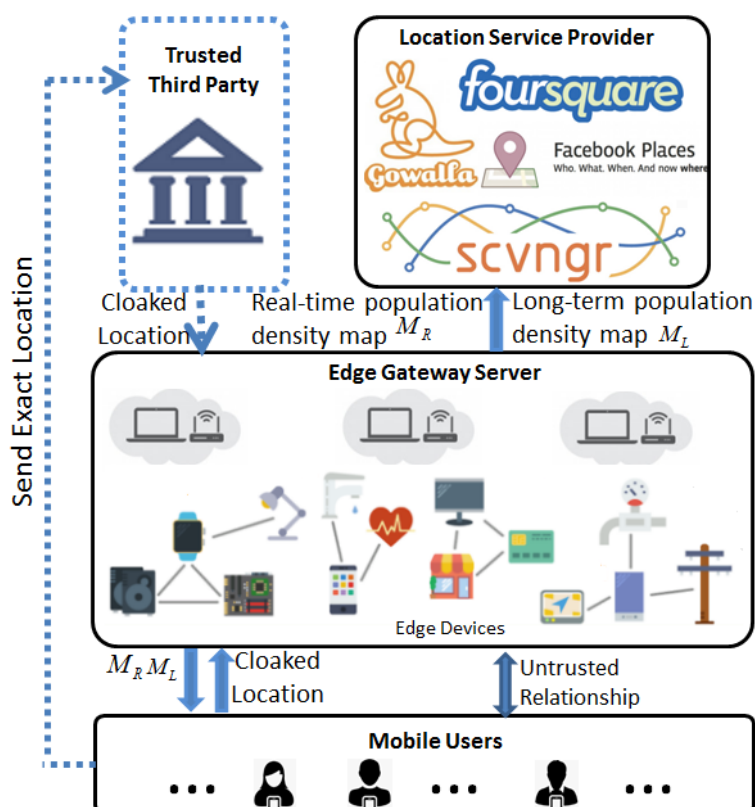 Trusted
Third Party
Location Service Provider
foursquare
Gowalla
Facebook Places
Who. What. When. And now where
scvngr
Send Exact Location
Cloaked
Location
Real-time population
density map M_R
Long-term population
density map M_L
Edge Gateway Server
Edge Devices
M_R M_L
Cloaked
Location
Untrusted
Relationship
Mobile Users
••• ••• •••